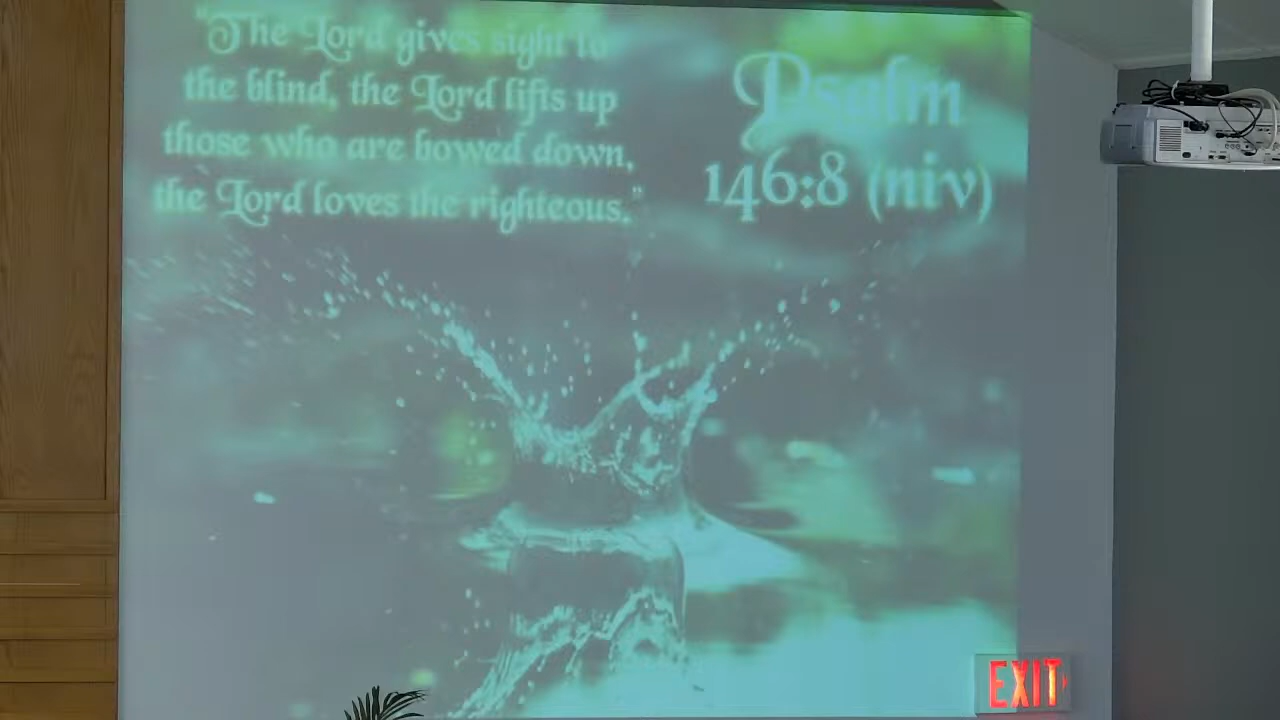 "The Lord gives sight to
the blind, the Lord lifts up
those who are bowed down,
the Lord loves the righteous."
Psalm
146:8 (niv)
EXIT